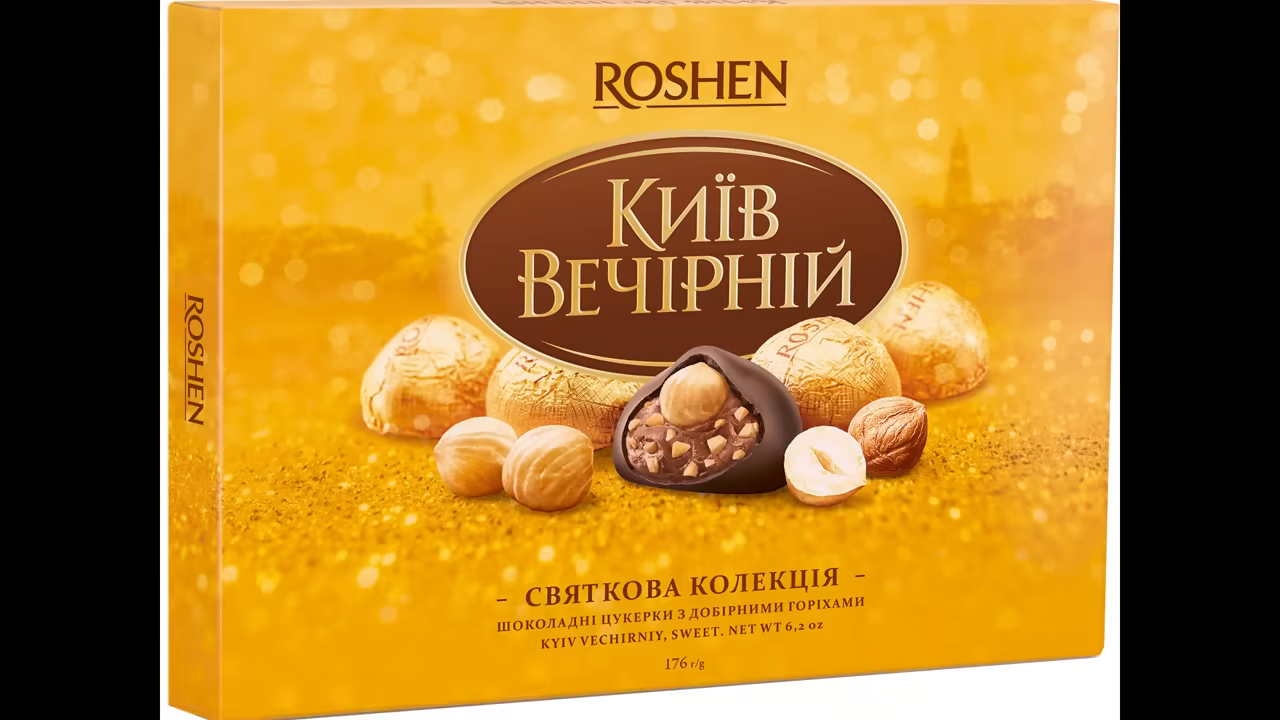 ROSHEN
КИЇВ
ВЕЧІРНІЙ
ROSHEN
– СВЯТКОВА КОЛЕКЦІЯ –
ШОКОЛАДНІ ЦУКЕРКИ З ДОБІРНИМИ ГОРІХАМИ
KYIV VECHIRNIY, SWEET. NET WT 6,2 oz
176 г/g